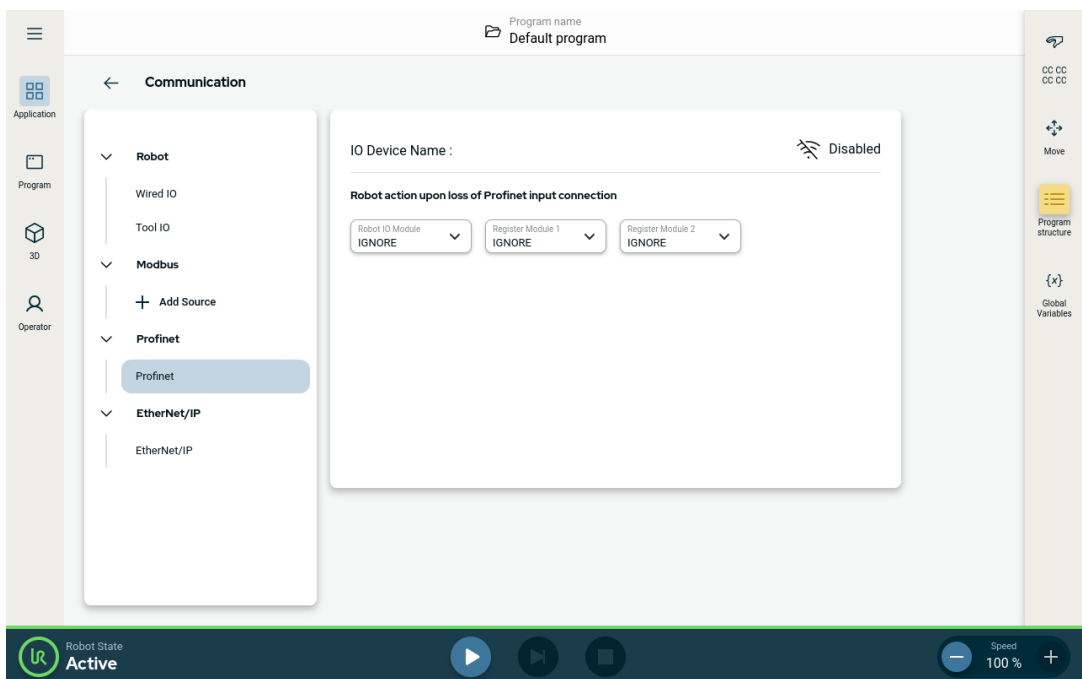 Program name
Default program
Communication
Application
Program
3D
Operator
Robot
Wired IO
Tool IO
Modbus
Add Source
Profinet
Profinet
EtherNet/IP
EtherNet/IP
IO Device Name :
Disabled
Robot action upon loss of Profinet input connection
Robot IO Module
IGNORE
Register Module 1
IGNORE
Register Module 2
IGNORE
CC CC
CC CC
Move
Program
structure
{x}
Global
Variables
UR
Robot State
Active
Speed
100 %